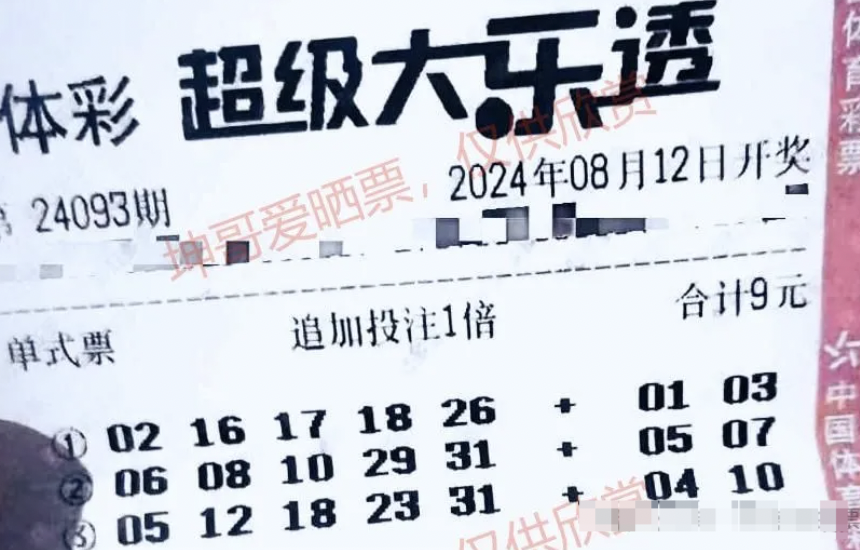 体彩 超级大乐透
24093期 2024年08月12日开奖
坤哥爱晒票，仅供欣赏
单式票 追加投注1倍 合计9元
① 02 16 17 18 26 + 01 03
② 06 08 10 29 31 + 05 07
③ 05 12 18 23 31 + 04 10
仅供欣赏
体育彩票
中国体育